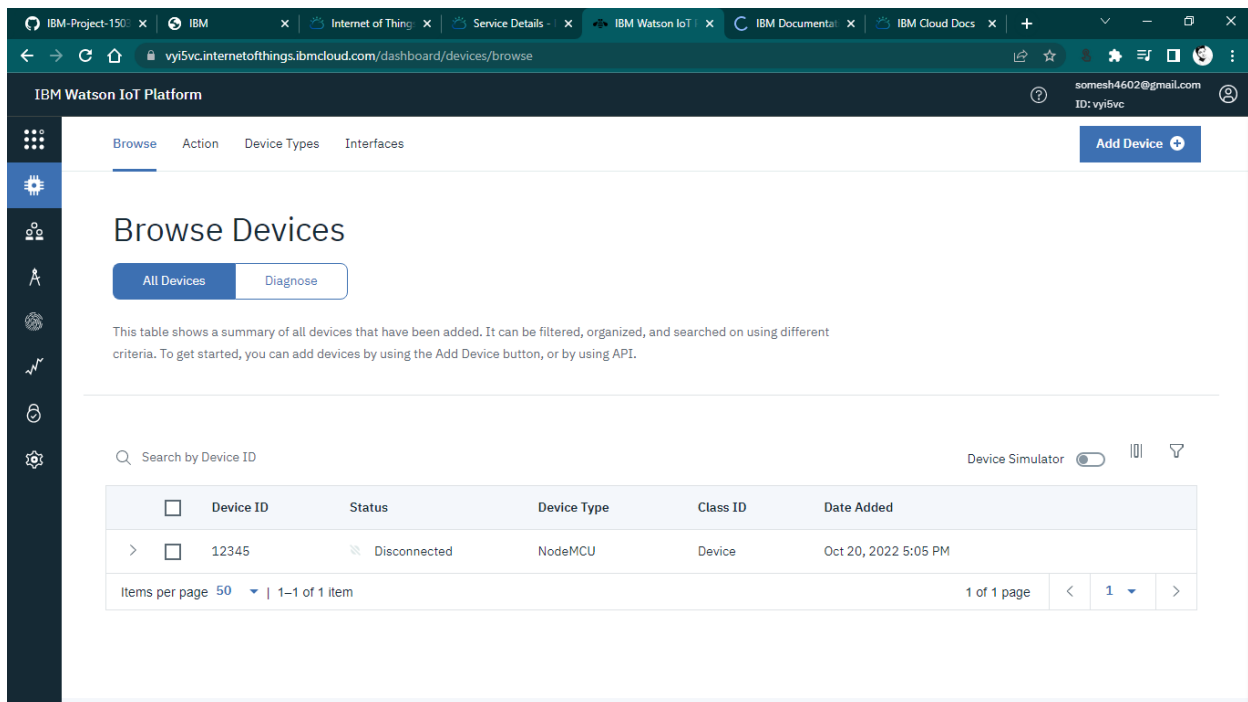 IBM-Project-1503 IBM Internet of Thing Service Details - IBM Watson IoT P IBM Documentat IBM Cloud Docs
vyi5vc.internetofthings.ibmcloud.com/dashboard/devices/browse
IBM Watson IoT Platform
somesh4602@gmail.com
ID: vyi5vc
Browse Action Device Types Interfaces
Add Device
Browse Devices
All Devices Diagnose
This table shows a summary of all devices that have been added. It can be filtered, organized, and searched on using different
criteria. To get started, you can add devices by using the Add Device button, or by using API.
Search by Device ID
Device Simulator
Device ID Status Device Type Class ID Date Added
12345 Disconnected NodeMCU Device Oct 20, 2022 5:05 PM
Items per page 50 | 1–1 of 1 item 1 of 1 page 1